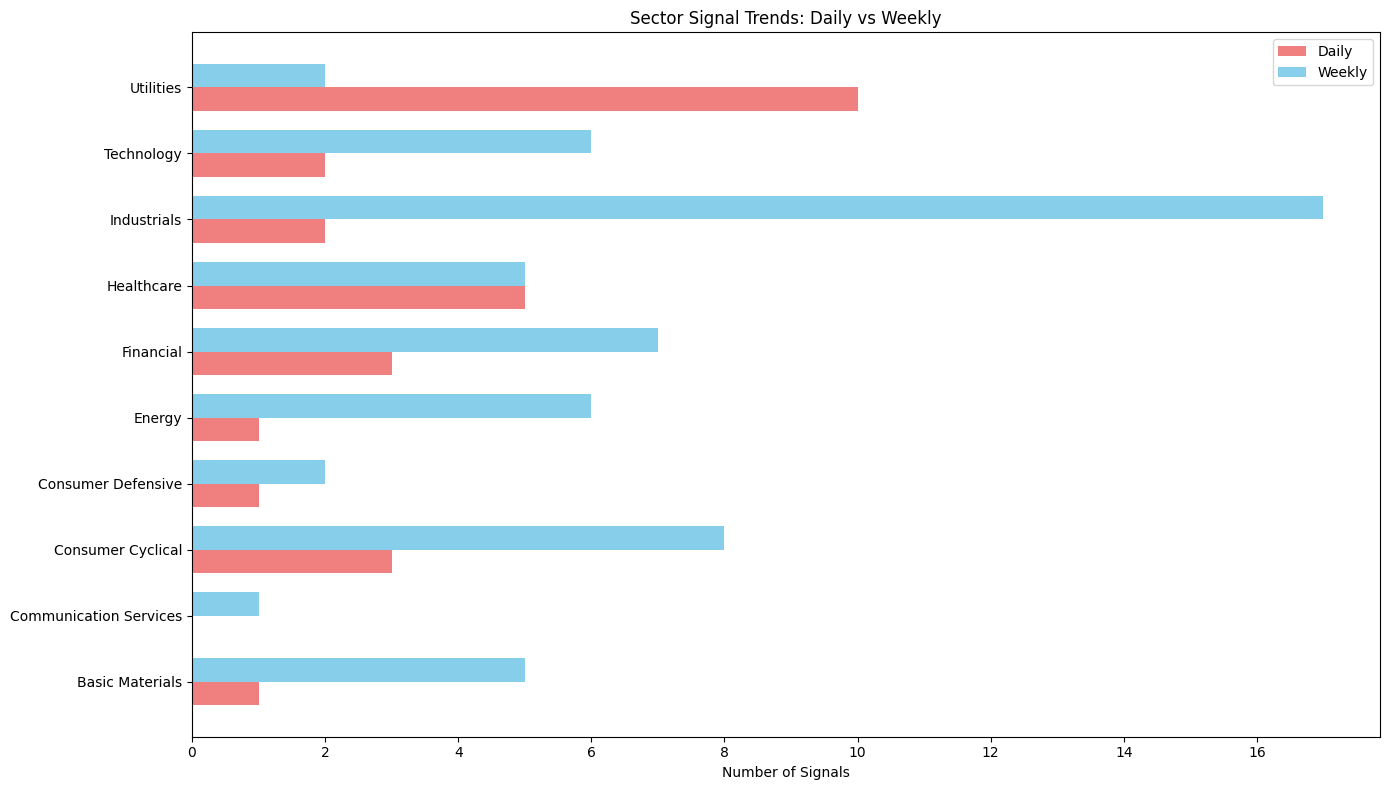 Sector Signal Trends: Daily vs Weekly
Daily
Weekly
Utilities
Technology
Industrials
Healthcare
Financial
Energy
Consumer Defensive
Consumer Cyclical
Communication Services
Basic Materials
0 2 4 6 8 10 12 14 16
Number of Signals